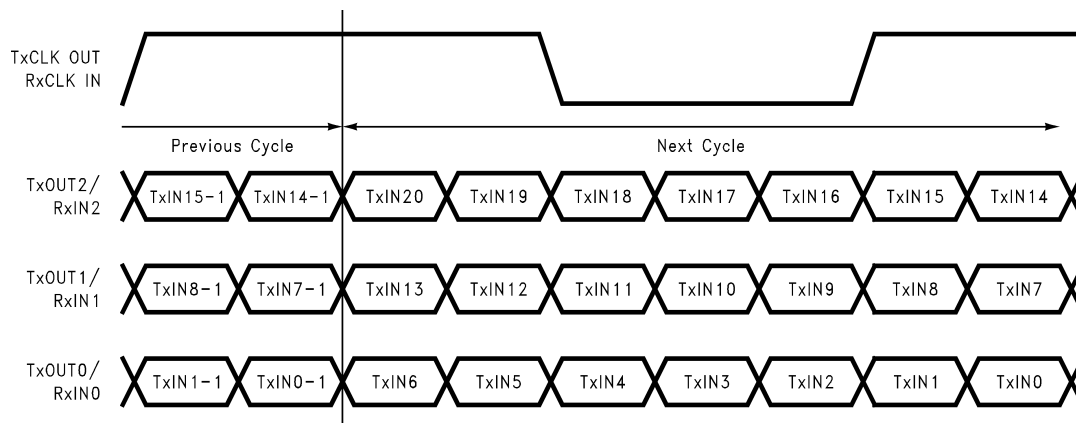 TxCLK OUT
RxCLK IN
Previous Cycle
Next Cycle
TxOUT2/
RxIN2
TxIN15-1 TxIN14-1 TxIN20 TxIN19 TxIN18 TxIN17 TxIN16 TxIN15 TxIN14
TxOUT1/
RxIN1
TxIN8-1 TxIN7-1 TxIN13 TxIN12 TxIN11 TxIN10 TxIN9 TxIN8 TxIN7
TxOUT0/
RxIN0
TxIN1-1 TxIN0-1 TxIN6 TxIN5 TxIN4 TxIN3 TxIN2 TxIN1 TxIN0